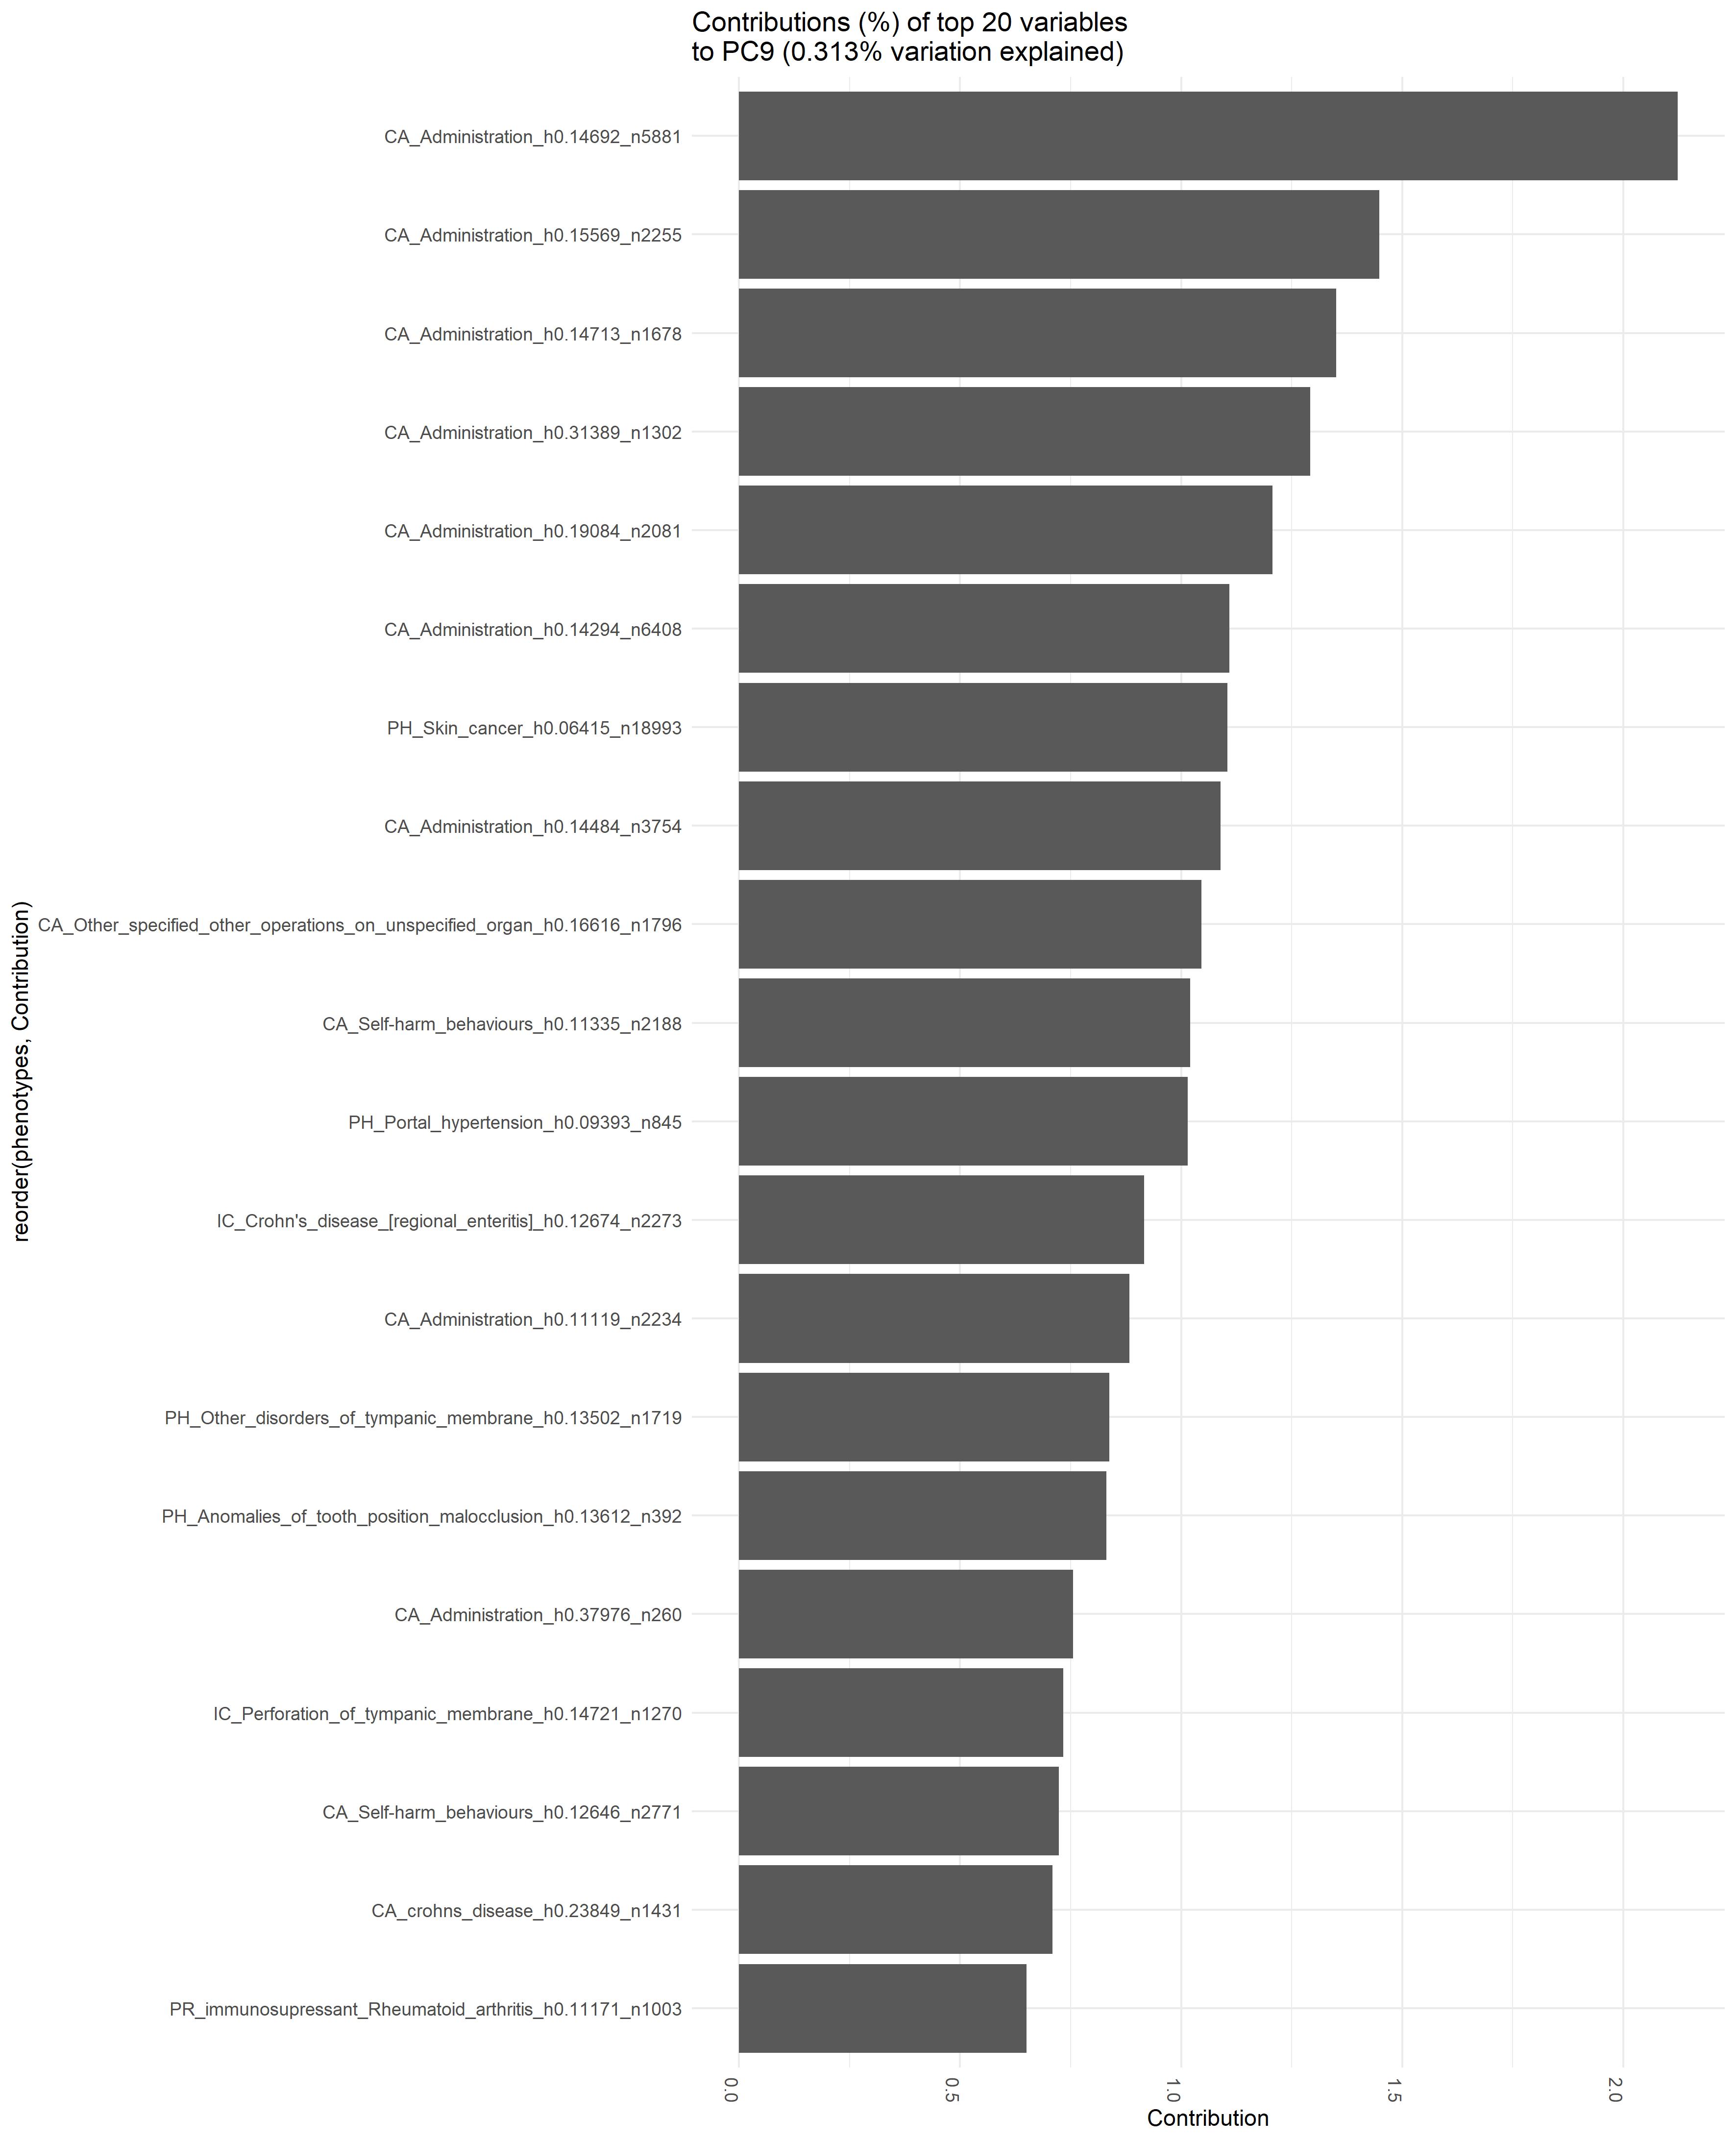 Contributions (%) of top 20 variables
to PC9 (0.313% variation explained)
CA_Administration_h0.14692_n5881
CA_Administration_h0.15569_n2255
CA_Administration_h0.14713_n1678
CA_Administration_h0.31389_n1302
CA_Administration_h0.19084_n2081
CA_Administration_h0.14294_n6408
PH_Skin_cancer_h0.06415_n18993
CA_Administration_h0.14484_n3754
CA_Other_specified_other_operations_on_unspecified_organ_h0.16616_n1796
CA_Self-harm_behaviours_h0.11335_n2188
PH_Portal_hypertension_h0.09393_n845
IC_Crohn's_disease_[regional_enteritis]_h0.12674_n2273
CA_Administration_h0.11119_n2234
PH_Other_disorders_of_tympanic_membrane_h0.13502_n1719
PH_Anomalies_of_tooth_position_malocclusion_h0.13612_n392
CA_Administration_h0.37976_n260
IC_Perforation_of_tympanic_membrane_h0.14721_n1270
CA_Self-harm_behaviours_h0.12646_n2771
CA_crohns_disease_h0.23849_n1431
PR_immunosupressant_Rheumatoid_arthritis_h0.11171_n1003
reorder(phenotypes, Contribution)
0.0
0.5
1.0
1.5
2.0
Contribution